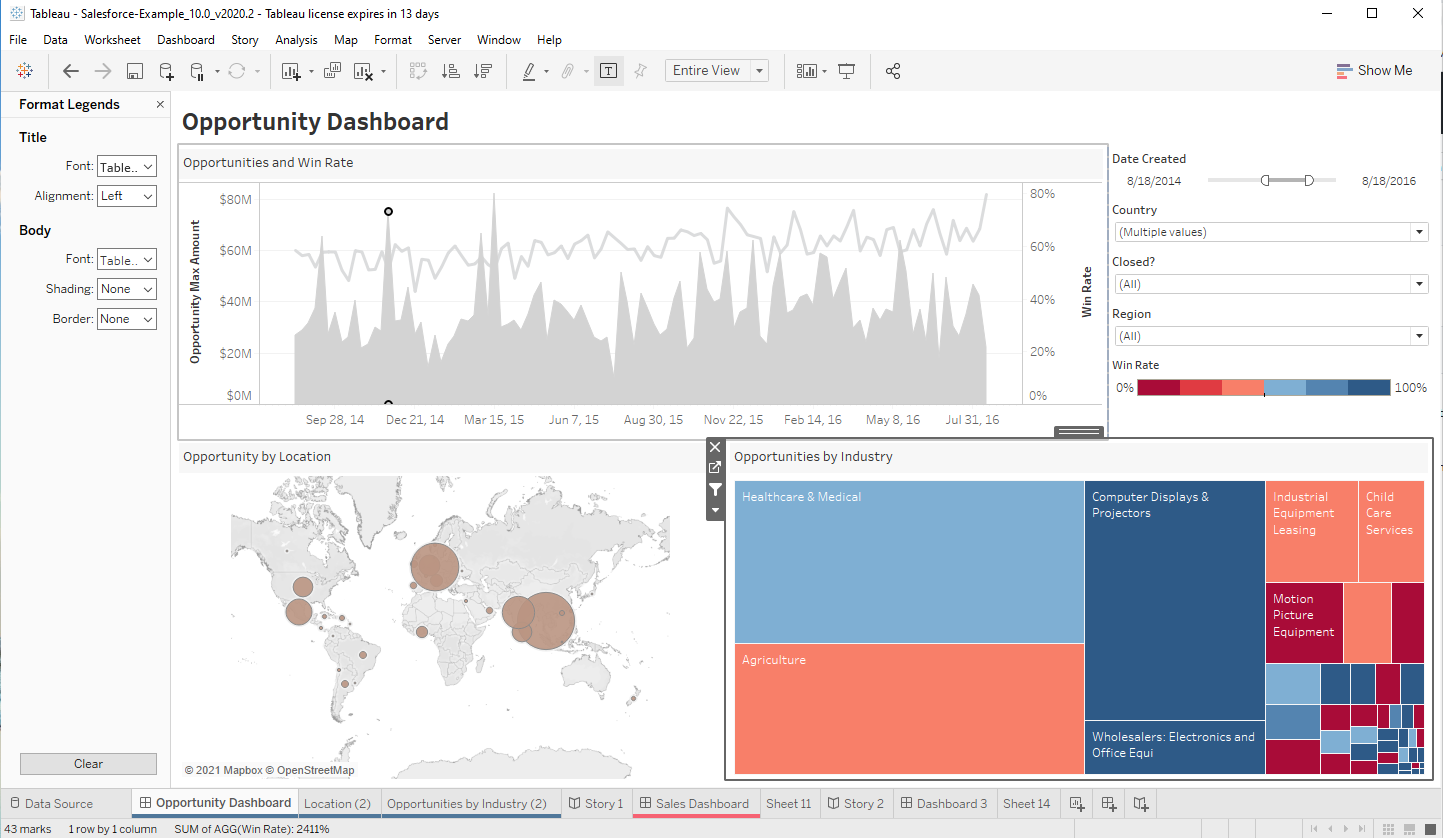 Tableau - Salesforce-Example_10.0_v2020.2 - Tableau license expires in 13 days
File Data Worksheet Dashboard Story Analysis Map Format Server Window Help
Entire View
Show Me
Format Legends
Title
Font: Table..
Alignment: Left
Body
Font: Table..
Shading: None
Border: None
Clear
Opportunity Dashboard
Opportunities and Win Rate
Opportunity Max Amount
$80M
$60M
$40M
$20M
$0M
80%
60%
40%
20%
0%
Win Rate
Sep 28, 14 Dec 21, 14 Mar 15, 15 Jun 7, 15 Aug 30, 15 Nov 22, 15 Feb 14, 16 May 8, 16 Jul 31, 16
Date Created
8/18/2014 8/18/2016
Country
(Multiple values)
Closed?
(All)
Region
(All)
Win Rate
0% 100%
Opportunity by Location
© 2021 Mapbox © OpenStreetMap
Opportunities by Industry
Healthcare & Medical
Agriculture
Computer Displays &
Projectors
Wholesalers: Electronics and
Office Equi
Industrial
Equipment
Leasing
Child
Care
Services
Motion
Picture
Equipment
Data Source Opportunity Dashboard Location (2) Opportunities by Industry (2) Story 1 Sales Dashboard Sheet 11 Story 2 Dashboard 3 Sheet 14
43 marks 1 row by 1 column SUM of AGG(Win Rate): 2411%